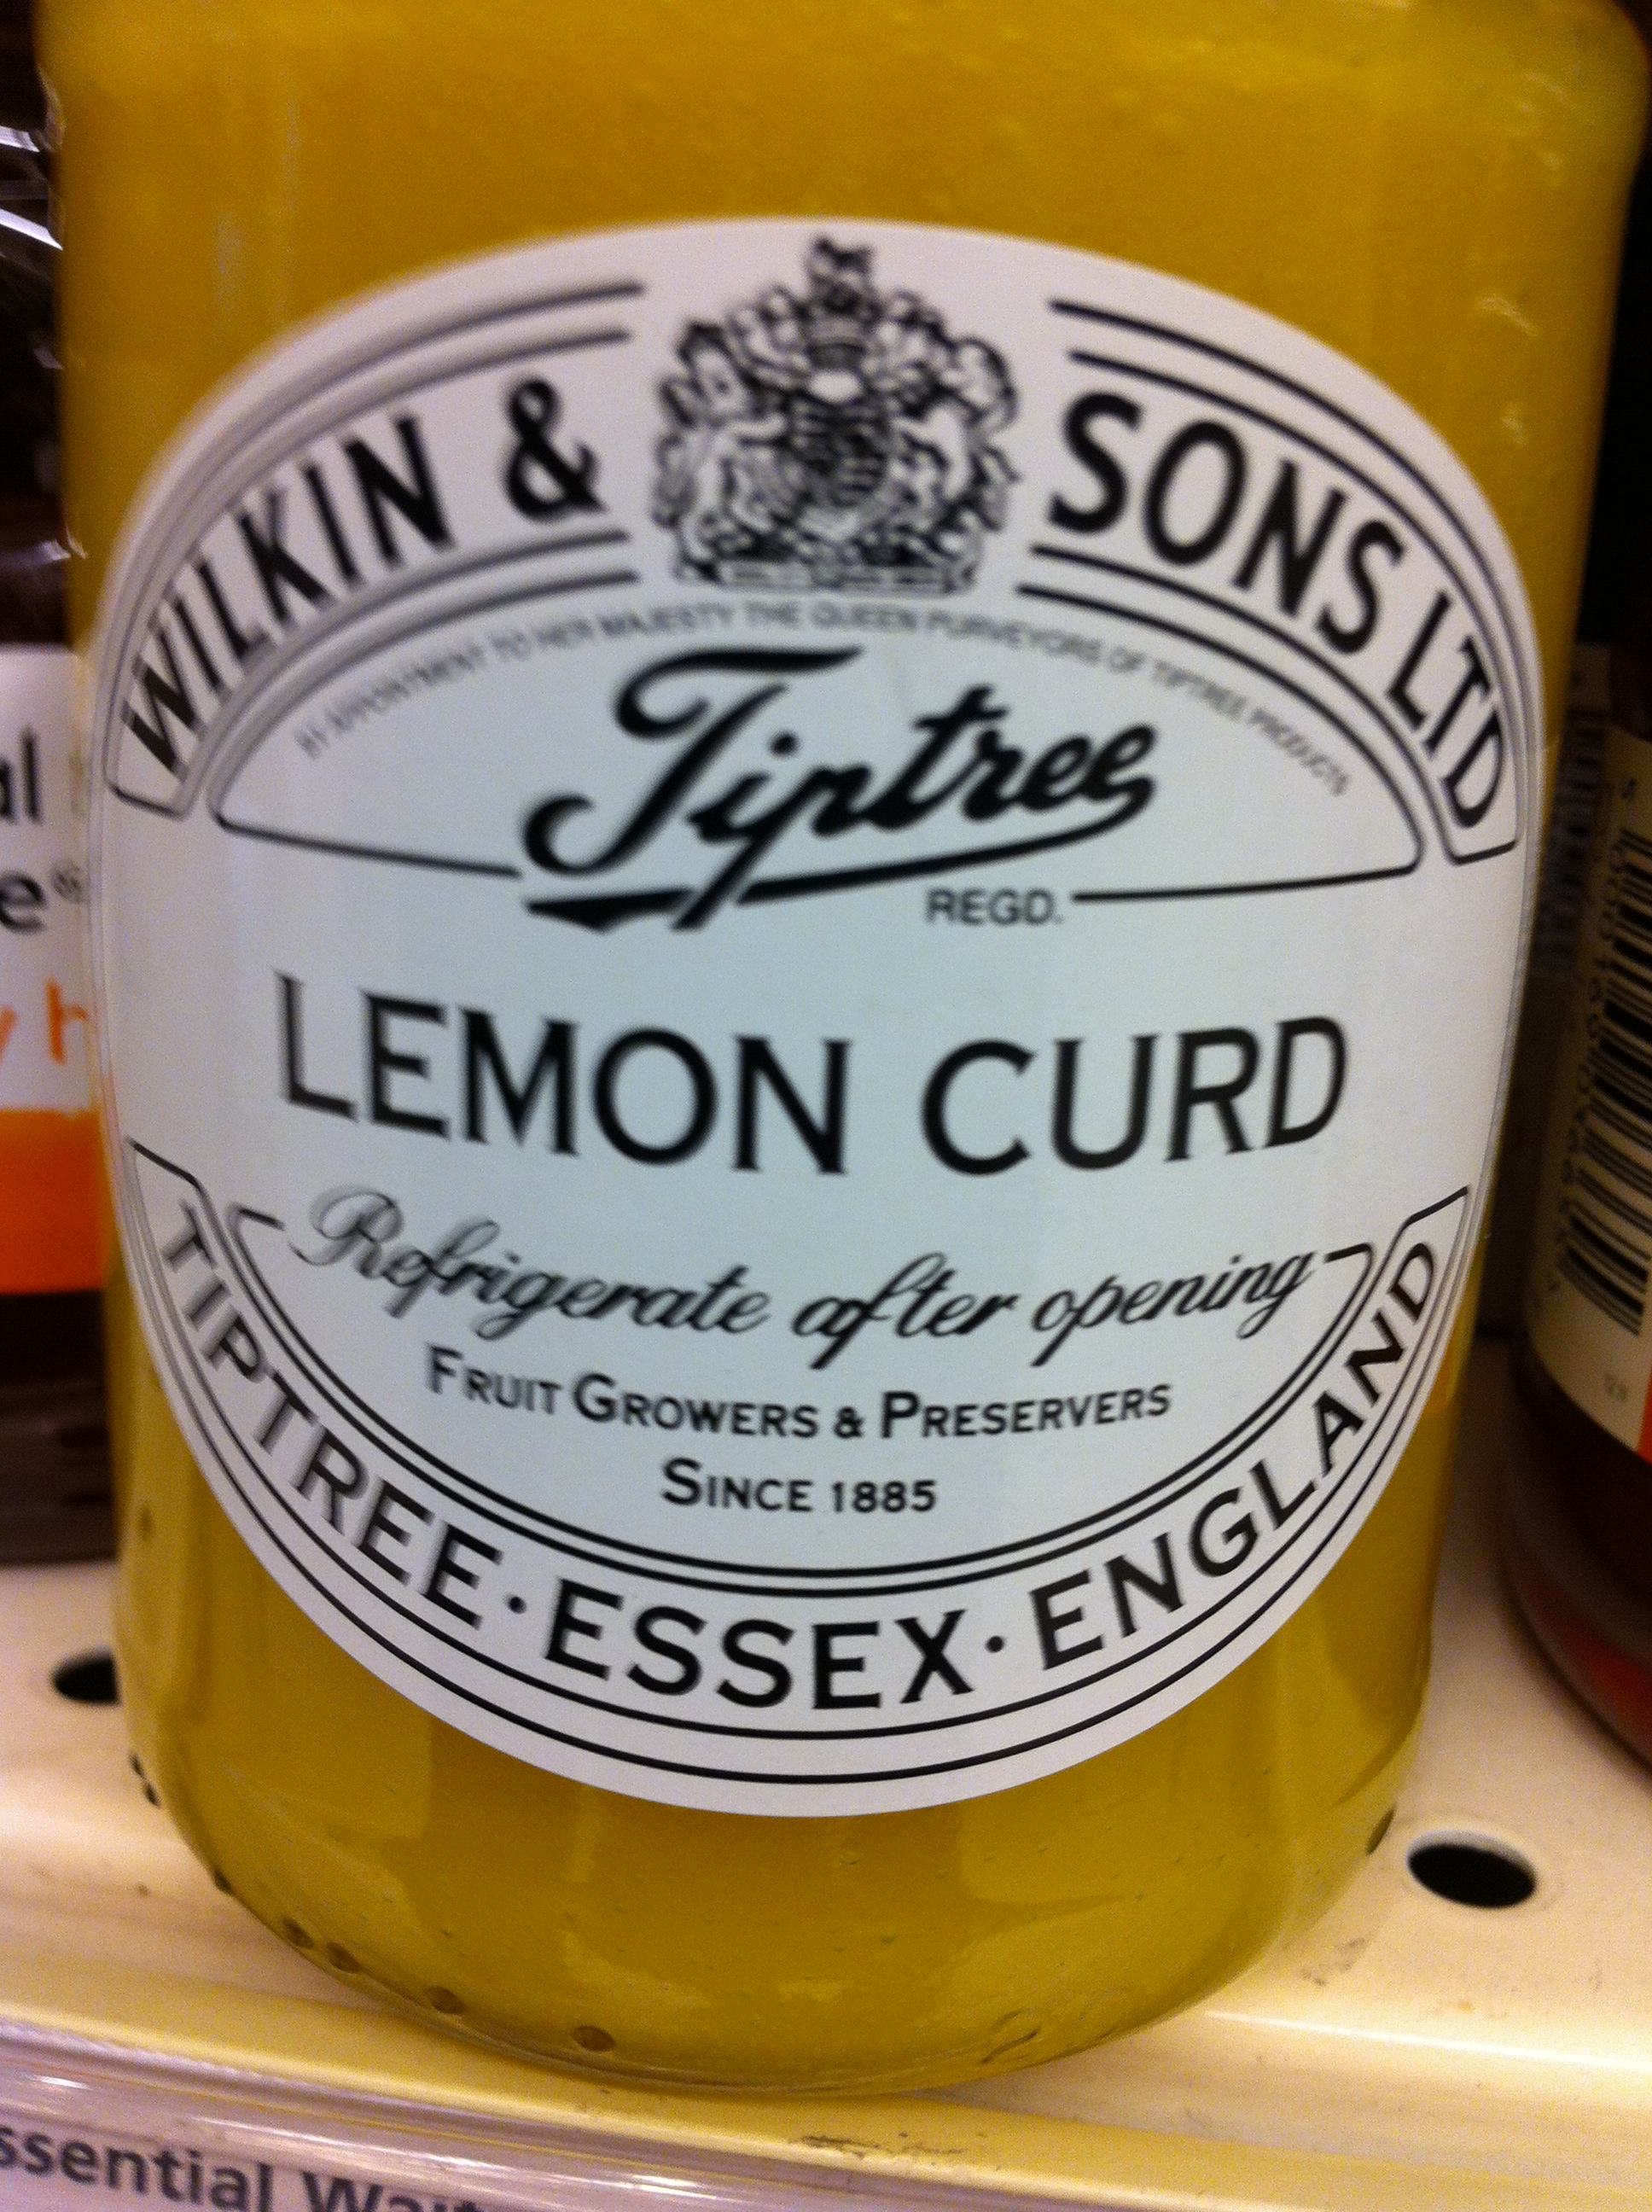 WILKIN & SONS LTD
BY APPOINTMENT TO HER MAJESTY THE QUEEN PURVEYORS OF TIPTREE PRODUCTS
Tiptree
REGD.
LEMON CURD
Refrigerate after opening
FRUIT GROWERS & PRESERVERS
SINCE 1885
TIPTREE · ESSEX · ENGLAND
ssential